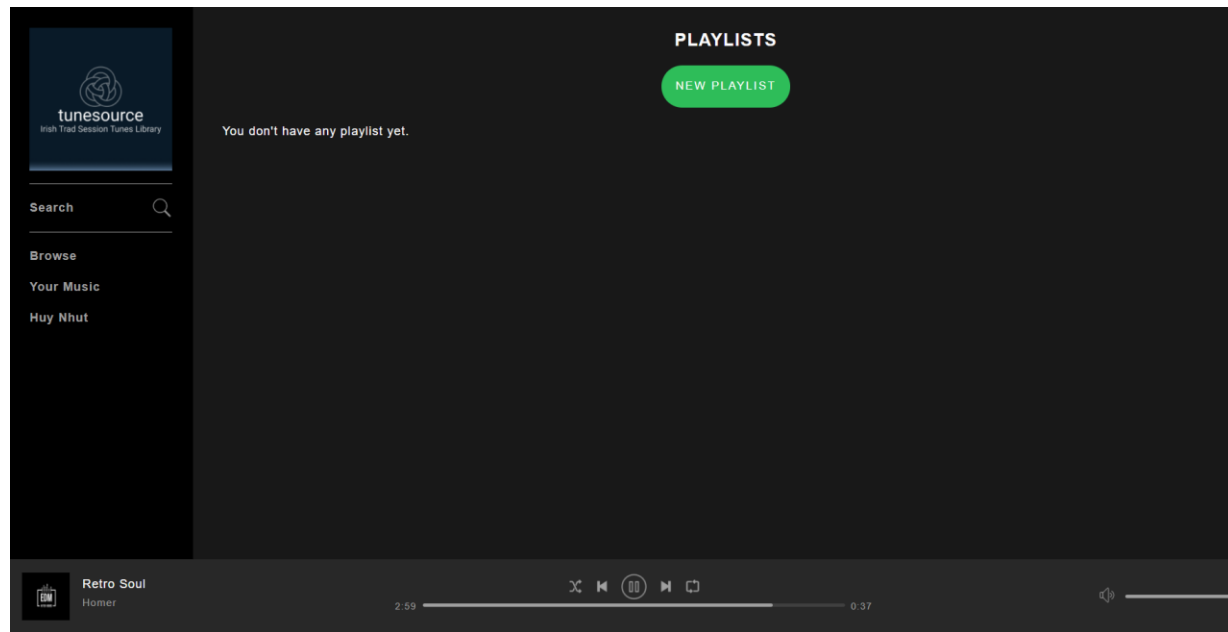 tunesource
Irish Trad Session Tunes Library
Search
Browse
Your Music
Huy Nhut
PLAYLISTS
NEW PLAYLIST
You don't have any playlist yet.
EDM
Retro Soul
Homer
2:59
0:37